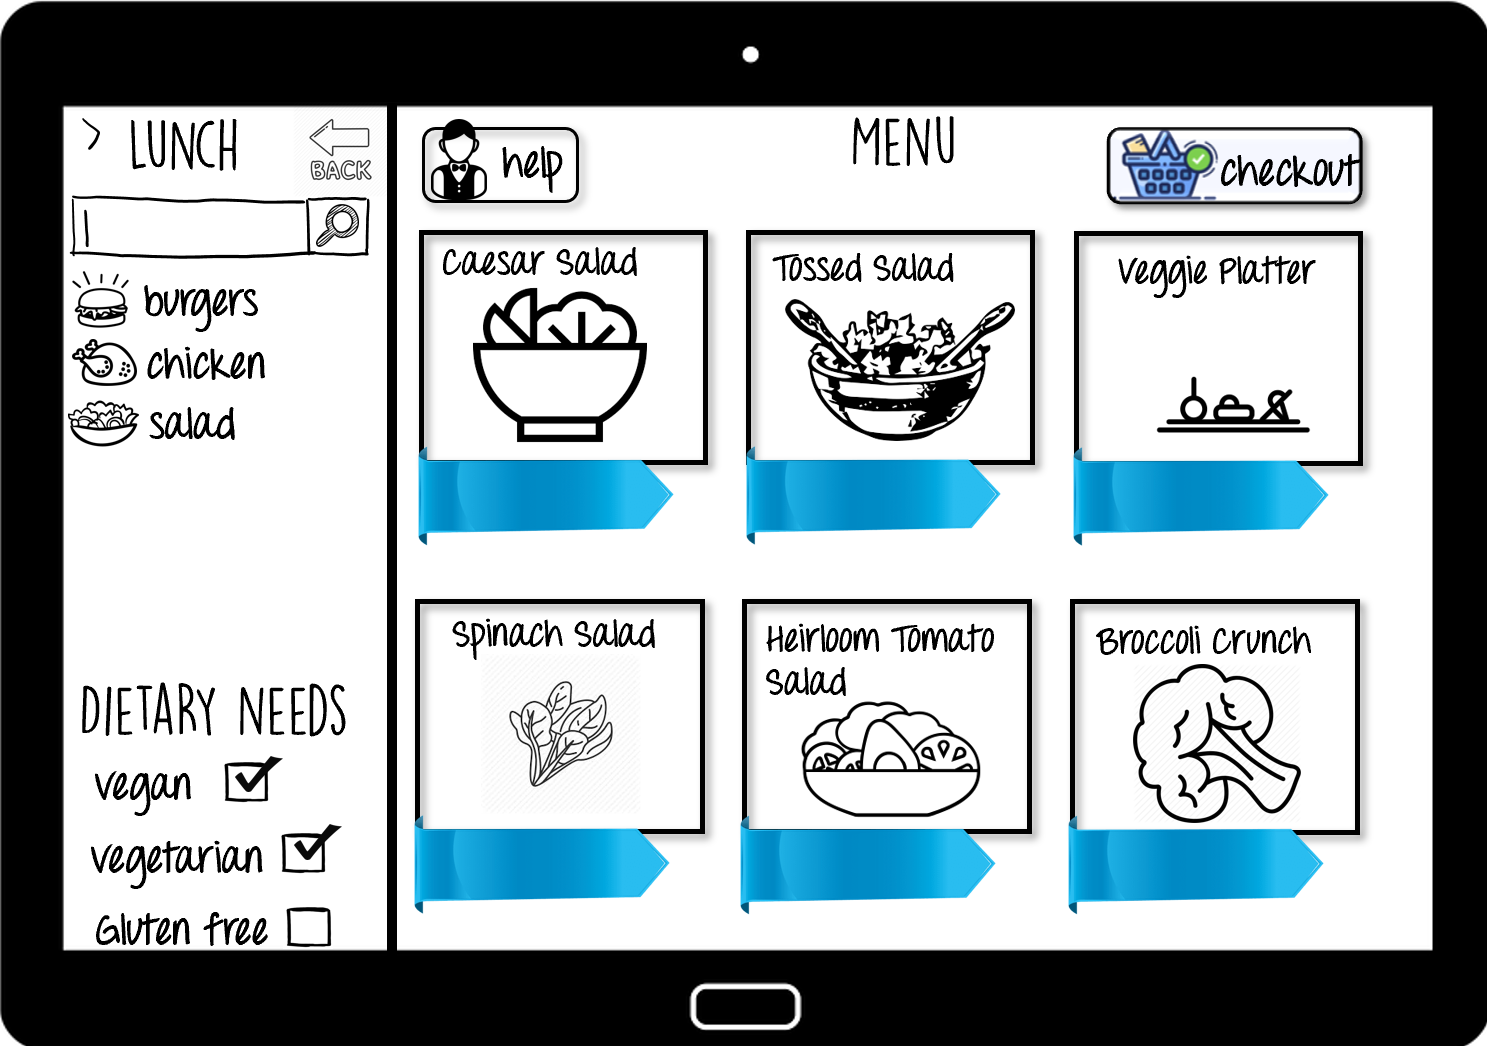 LUNCH
BACK
burgers
chicken
salad
DIETARY NEEDS
vegan
vegetarian
Gluten free
help
MENU
checkout
Caesar Salad
Tossed Salad
Veggie Platter
Spinach Salad
Heirloom Tomato
Salad
Broccoli Crunch